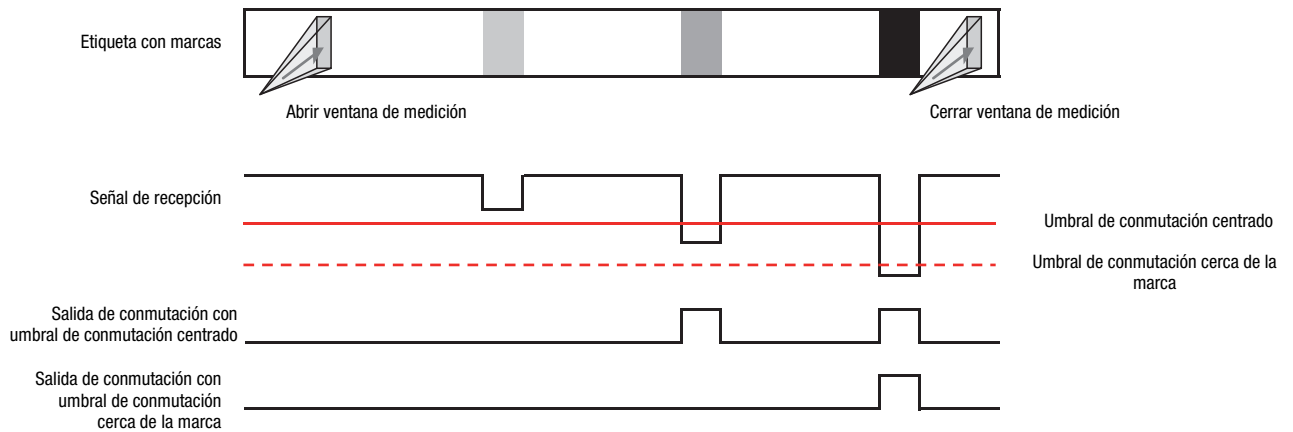 Etiqueta con marcas
Abrir ventana de medición
Cerrar ventana de medición
Señal de recepción
Umbral de conmutación centrado
Umbral de conmutación cerca de la
marca
Salida de conmutación con
umbral de conmutación centrado
Salida de conmutación con
umbral de conmutación
cerca de la marca